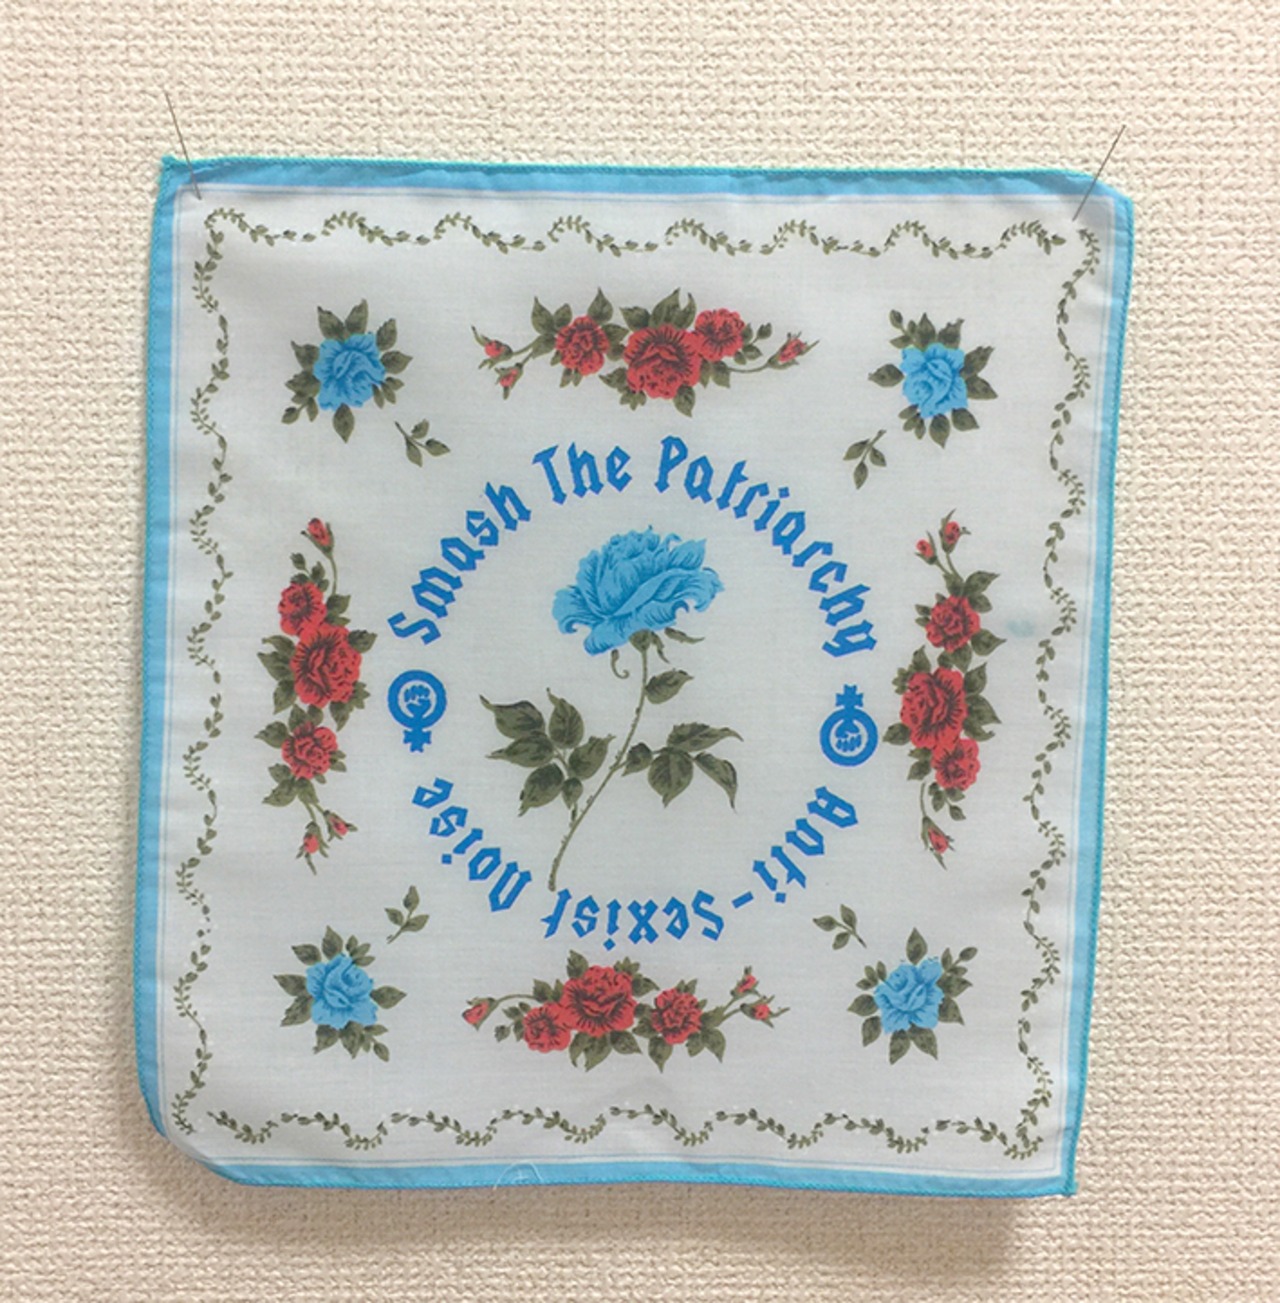 Smash The Patriarchy
Anti-Sexist Noise